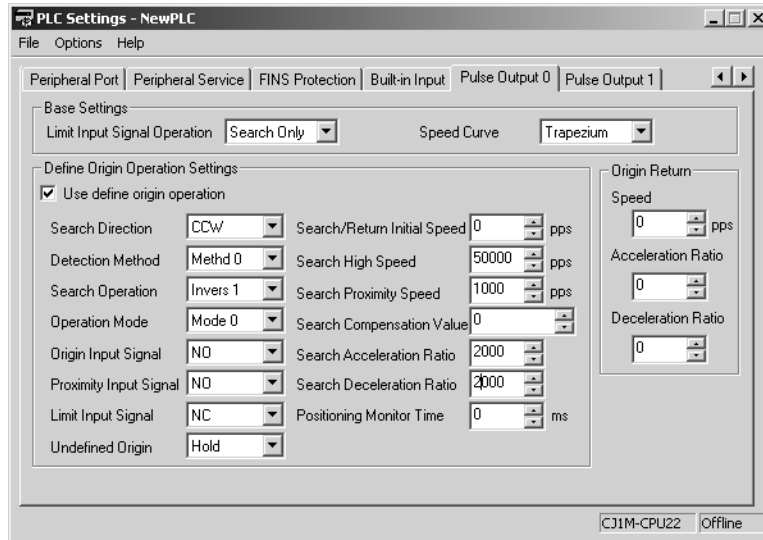 PLC Settings - NewPLC
File Options Help
Peripheral Port Peripheral Service FINS Protection Built-in Input Pulse Output 0 Pulse Output 1
Base Settings
Limit Input Signal Operation Search Only Speed Curve Trapezium
Define Origin Operation Settings
Use define origin operation
Search Direction CCW Search/Return Initial Speed 0 pps
Detection Method Methd 0 Search High Speed 50000 pps
Search Operation Invers 1 Search Proximity Speed 1000 pps
Operation Mode Mode 0 Search Compensation Value 0
Origin Input Signal NO Search Acceleration Ratio 2000
Proximity Input Signal NO Search Deceleration Ratio 2000
Limit Input Signal NC Positioning Monitor Time 0 ms
Undefined Origin Hold
Origin Return
Speed
0 pps
Acceleration Ratio
0
Deceleration Ratio
0
CJ1M-CPU22 Offline